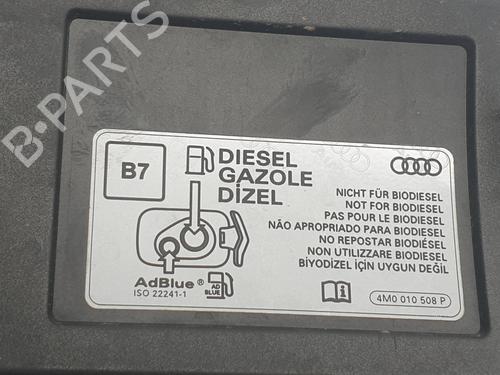 B-PARTS
B7
DIESEL
GAZOLE
DİZEL
NICHT FÜR BIODIESEL
NOT FOR BIODIESEL
PAS POUR LE BIODIESEL
NÃO APROPRIADO PARA BIODIESEL
NO REPOSTAR BIODIÉSEL
NON UTILIZZARE BIODIESEL
BİYODİZEL İÇİN UYGUN DEĞİL
AdBlue®
ISO 22241-1
AD
BLUE
4M0 010 508 P